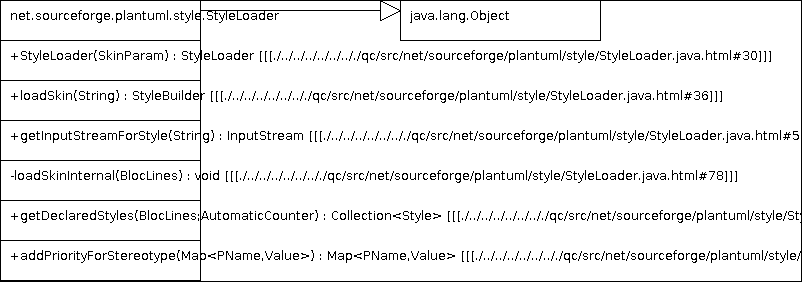 net.sourceforge.plantuml.style.StyleLoader
java.lang.Object
+StyleLoader(SkinParam) : StyleLoader [[[./../../../../../../../qc/src/net/sourceforge/plantuml/style/StyleLoader.java.html#30]]]
+loadSkin(String) : StyleBuilder [[[./../../../../../../../qc/src/net/sourceforge/plantuml/style/StyleLoader.java.html#36]]]
+getInputStreamForStyle(String) : InputStream [[[./../../../../../../../qc/src/net/sourceforge/plantuml/style/StyleLoader.java.html#5
-loadSkinInternal(BlocLines) : void [[[./../../../../../../../qc/src/net/sourceforge/plantuml/style/StyleLoader.java.html#78]]]
+getDeclaredStyles(BlocLines;AutomaticCounter) : Collection<Style> [[[./../../../../../../../qc/src/net/sourceforge/plantuml/style/Sty
+addPriorityForStereotype(Map<PName,Value>) : Map<PName,Value> [[[./../../../../../../../qc/src/net/sourceforge/plantuml/style/